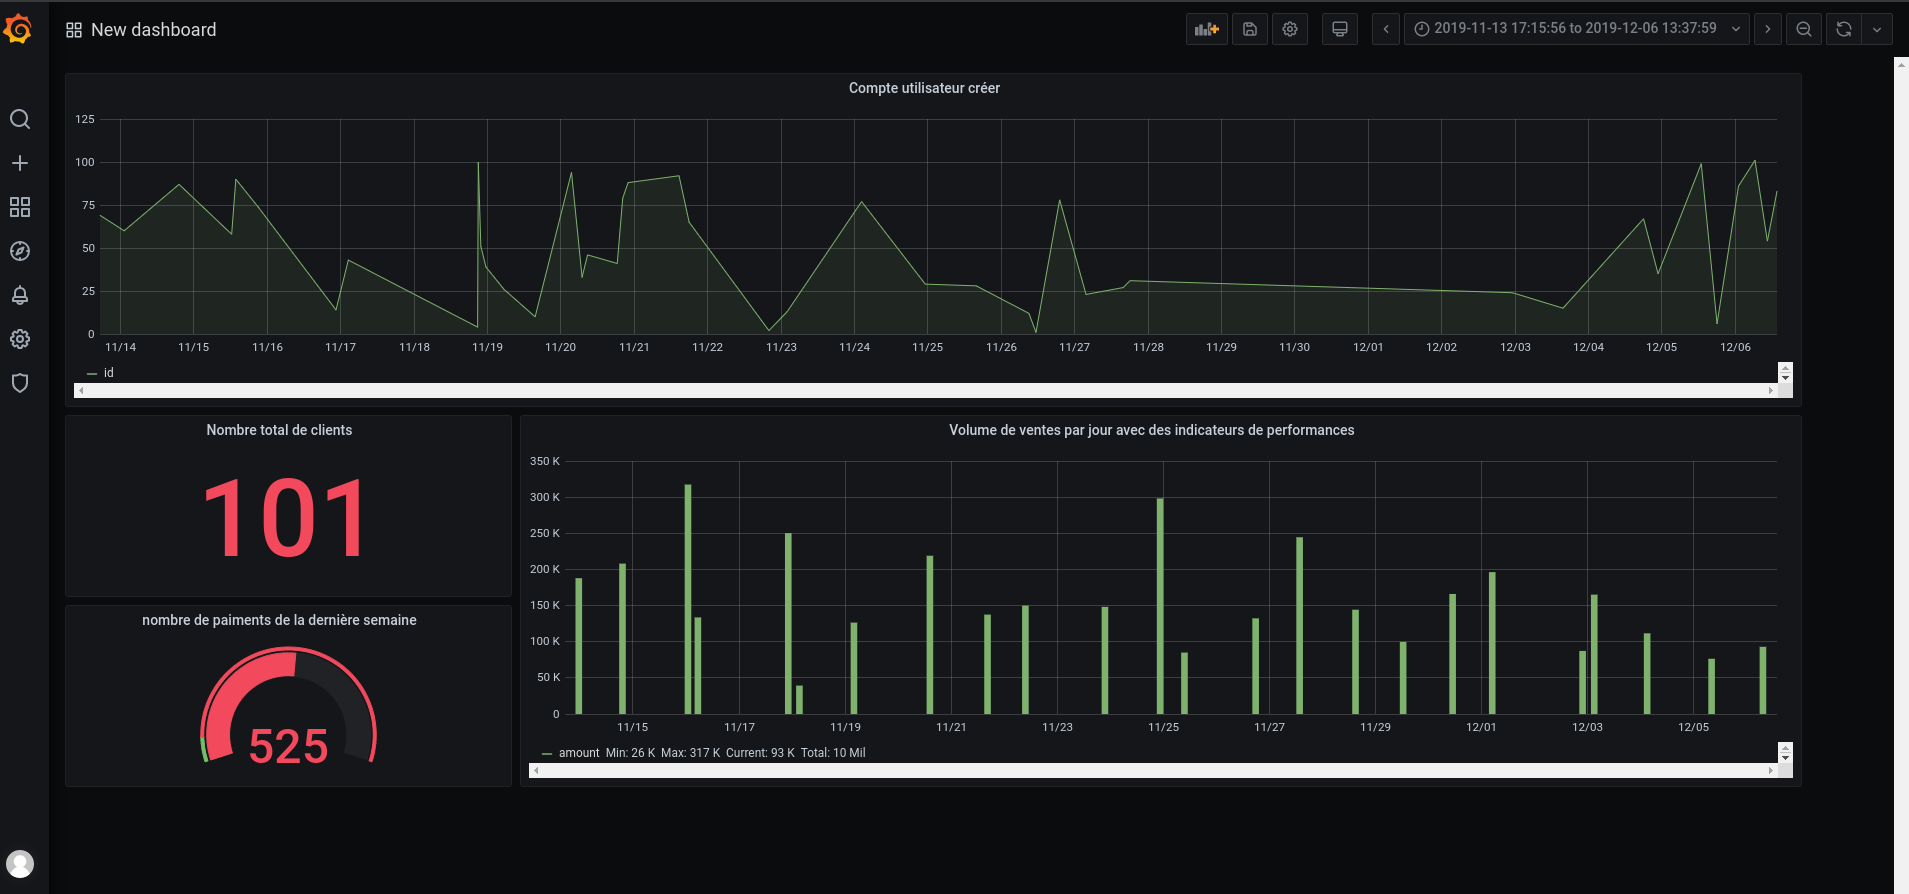 New dashboard
2019-11-13 17:15:56 to 2019-12-06 13:37:59
Compte utilisateur créer
125
100
75
50
25
0
11/14 11/15 11/16 11/17 11/18 11/19 11/20 11/21 11/22 11/23 11/24 11/25 11/26 11/27 11/28 11/29 11/30 12/01 12/02 12/03 12/04 12/05 12/06
id
Nombre total de clients
101
nombre de paiments de la dernière semaine
525
Volume de ventes par jour avec des indicateurs de performances
350 K
300 K
250 K
200 K
150 K
100 K
50 K
0
11/15 11/17 11/19 11/21 11/23 11/25 11/27 11/29 12/01 12/03 12/05
amount Min: 26 K Max: 317 K Current: 93 K Total: 10 Mil